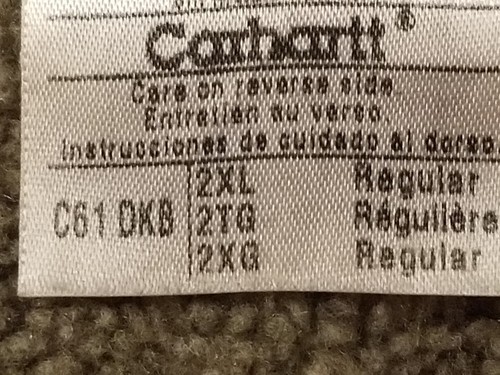 Carhartt®
Care on reverse side.
Entretien au verso.
Instrucciones de cuidado al dorso.
C61 DKB
2XL Regular
2TG Régulière
2XG Regular